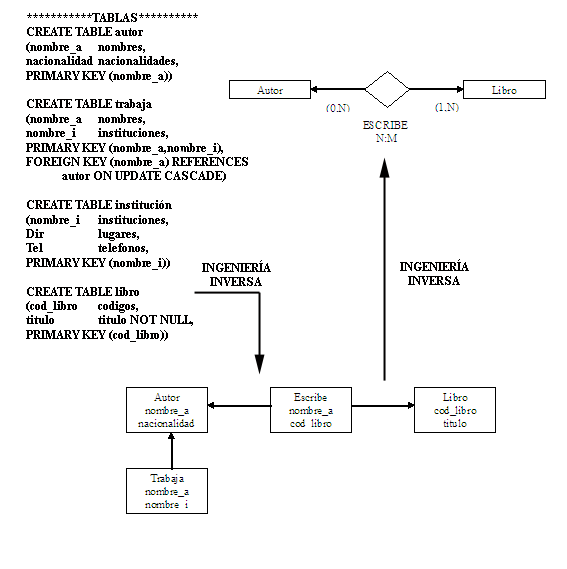 ***********TABLAS**********
CREATE TABLE autor
(nombre_a nombres,
nacionalidad nacionalidades,
PRIMARY KEY (nombre_a))
CREATE TABLE trabaja
(nombre_a nombres,
nombre_i instituciones,
PRIMARY KEY (nombre_a,nombre_i),
FOREIGN KEY (nombre_a) REFERENCES
autor ON UPDATE CASCADE)
CREATE TABLE institución
(nombre_i instituciones,
Dir lugares,
Tel telefonos,
PRIMARY KEY (nombre_i))
CREATE TABLE libro
(cod_libro codigos,
titulo titulo NOT NULL,
PRIMARY KEY (cod_libro))
Autor
Libro
(0.N)
(1.N)
ESCRIBE
N:M
INGENIERÍA
INVERSA
INGENIERÍA
INVERSA
Autor
nombre_a
nacionalidad
Escribe
nombre_a
cod_libro
Libro
cod_libro
titulo
Trabaja
nombre_a
nombre_i